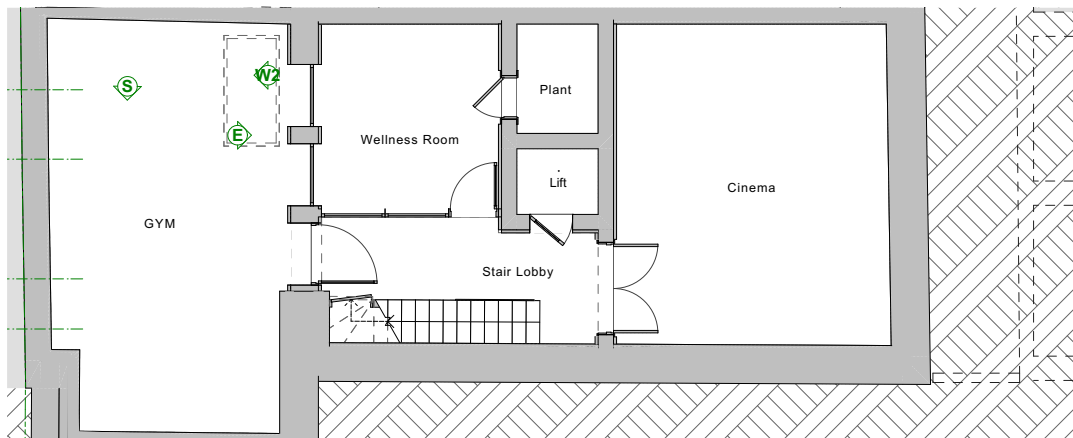 W2
S
Plant
E
Wellness Room
Lift
Cinema
GYM
Stair Lobby